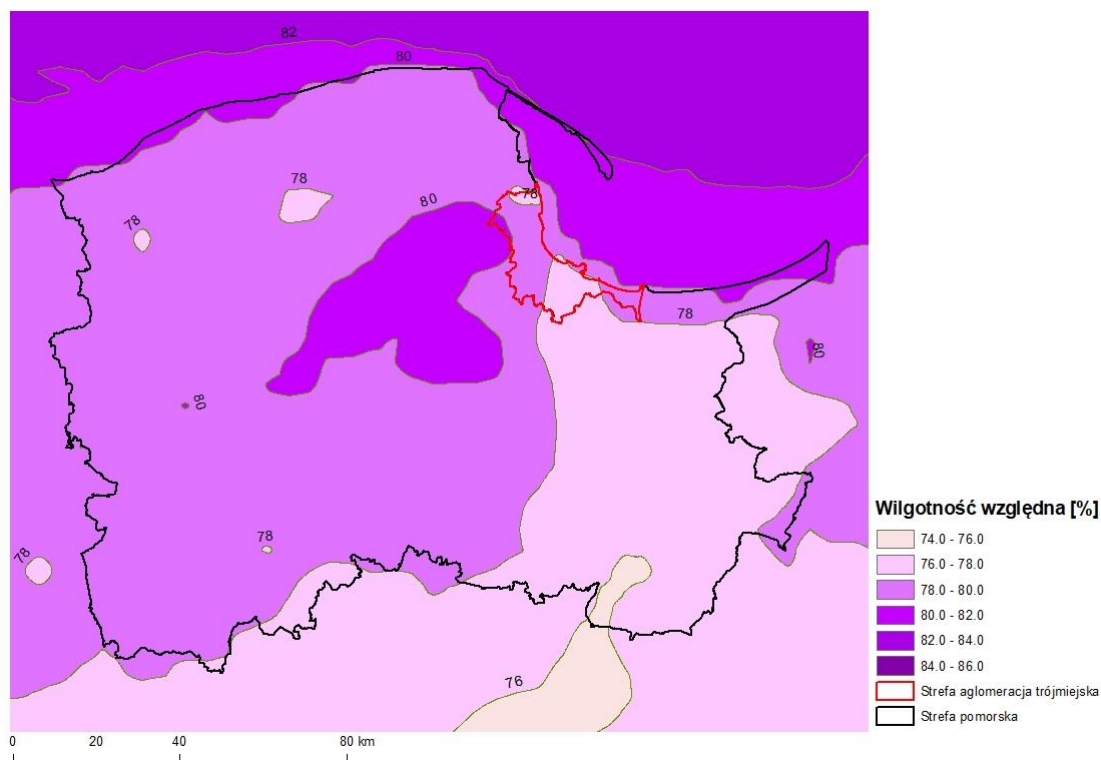 82
80
78
78
78
80
78
80
80
78
78
76
Wilgotność względna [%]
74.0 - 76.0
76.0 - 78.0
78.0 - 80.0
80.0 - 82.0
82.0 - 84.0
84.0 - 86.0
Strefa aglomeracja trójmiejska
Strefa pomorska
0 20 40 80 km